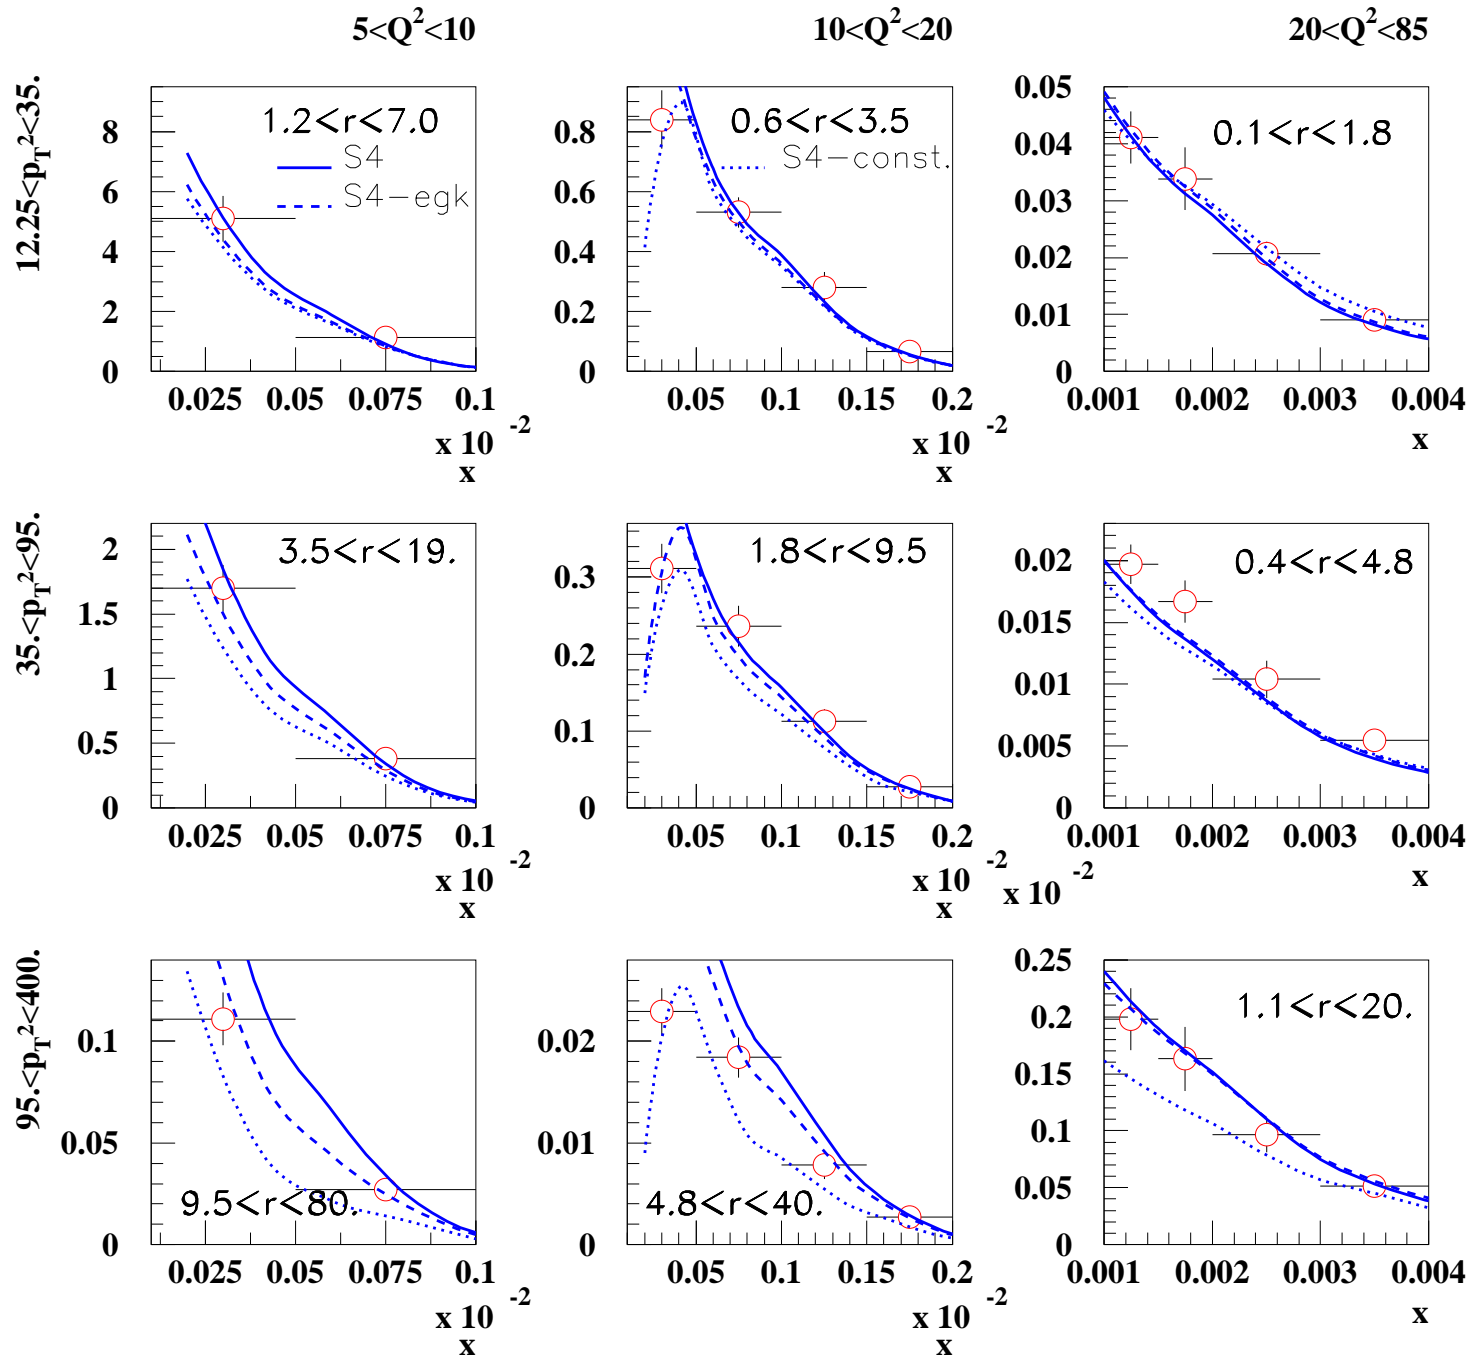 5<Q²<10 10<Q²<20 20<Q²<85
12.25<p_T²<35.
8 6 4 2 0
1.2<r<7.0
S4
S4-egk
0.025 0.05 0.075 0.1
x 10 -2
x
0.8 0.6 0.4 0.2 0
0.6<r<3.5
S4-const.
0.05 0.1 0.15 0.2
x 10 -2
x
0.05 0.04 0.03 0.02 0.01 0
0.1<r<1.8
0.001 0.002 0.003 0.004
x
35.<p_T²<95.
2 1.5 1 0.5 0
3.5<r<19.
0.025 0.05 0.075 0.1
x 10 -2
x
0.3 0.2 0.1 0
1.8<r<9.5
0.05 0.1 0.15 0.2
x 10 -2
x
0.02 0.015 0.01 0.005 0
0.4<r<4.8
0.001 0.002 0.003 0.004
x
x 10 -2
95.<p_T²<400.
0.1 0.05 0
9.5<r<80.
0.025 0.05 0.075 0.1
x 10 -2
x
0.02 0.01 0
4.8<r<40.
0.05 0.1 0.15 0.2
x 10 -2
x
0.25 0.2 0.15 0.1 0.05 0
1.1<r<20.
0.001 0.002 0.003 0.004
x